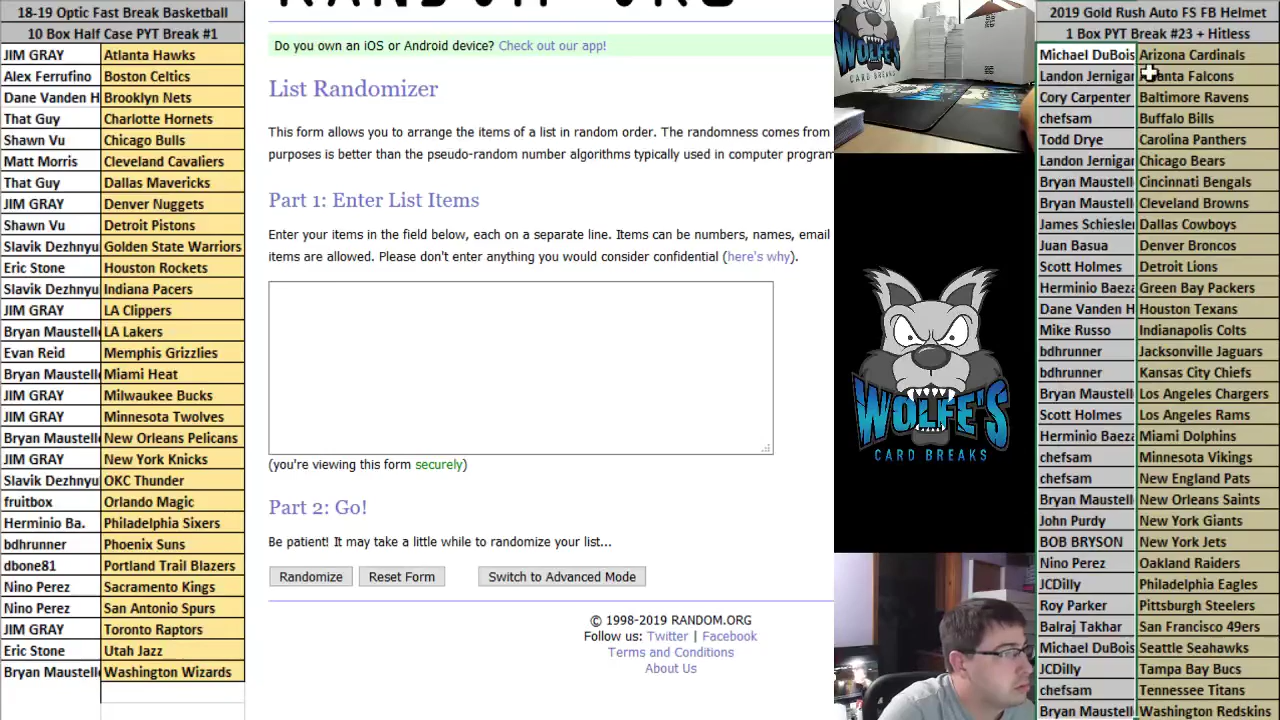 18-19 Optic Fast Break Basketball
10 Box Half Case PYT Break #1
JIM GRAY Atlanta Hawks
Alex Ferrufino Boston Celtics
Dane Vanden H Brooklyn Nets
That Guy Charlotte Hornets
Shawn Vu Chicago Bulls
Matt Morris Cleveland Cavaliers
That Guy Dallas Mavericks
JIM GRAY Denver Nuggets
Shawn Vu Detroit Pistons
Slavik Dezhnyu Golden State Warriors
Eric Stone Houston Rockets
Slavik Dezhnyu Indiana Pacers
JIM GRAY LA Clippers
Bryan Maustelle LA Lakers
Evan Reid Memphis Grizzlies
Bryan Maustelle Miami Heat
JIM GRAY Milwaukee Bucks
JIM GRAY Minnesota Twolves
Bryan Maustelle New Orleans Pelicans
JIM GRAY New York Knicks
Slavik Dezhnyu OKC Thunder
fruitbox Orlando Magic
Herminio Ba. Philadelphia Sixers
bdhrunner Phoenix Suns
dbone81 Portland Trail Blazers
Nino Perez Sacramento Kings
Nino Perez San Antonio Spurs
JIM GRAY Toronto Raptors
Eric Stone Utah Jazz
Bryan Maustelle Washington Wizards
Do you own an iOS or Android device? Check out our app!
List Randomizer
This form allows you to arrange the items of a list in random order. The randomness comes from
purposes is better than the pseudo-random number algorithms typically used in computer program
Part 1: Enter List Items
Enter your items in the field below, each on a separate line. Items can be numbers, names, email
items are allowed. Please don't enter anything you would consider confidential (here's why).
(you're viewing this form securely)
Part 2: Go!
Be patient! It may take a little while to randomize your list...
Randomize Reset Form Switch to Advanced Mode
© 1998-2019 RANDOM.ORG
Follow us: Twitter | Facebook
Terms and Conditions
About Us
WOLFE'S
CARD BREAKS
WOLFE'S
CARD BREAKS
2019 Gold Rush Auto FS FB Helmet
1 Box PYT Break #23 + Hitless
Michael DuBois Arizona Cardinals
Landon Jernigan Falcons
Cory Carpenter Baltimore Ravens
chefsam Buffalo Bills
Todd Drye Carolina Panthers
Landon Jernigan Chicago Bears
Bryan Maustell Cincinnati Bengals
Bryan Maustell Cleveland Browns
James Schiesler Dallas Cowboys
Juan Basua Denver Broncos
Scott Holmes Detroit Lions
Herminio Baeza Green Bay Packers
Dane Vanden H Houston Texans
Mike Russo Indianapolis Colts
bdhrunner Jacksonville Jaguars
bdhrunner Kansas City Chiefs
Bryan Maustell Los Angeles Chargers
Scott Holmes Los Angeles Rams
Herminio Baeza Miami Dolphins
chefsam Minnesota Vikings
chefsam New England Pats
Bryan Maustell New Orleans Saints
John Purdy New York Giants
BOB BRYSON New York Jets
Nino Perez Oakland Raiders
JCDilly Philadelphia Eagles
Roy Parker Pittsburgh Steelers
Balraj Takhar San Francisco 49ers
Michael DuBois Seattle Seahawks
JCDilly Tampa Bay Bucs
chefsam Tennessee Titans
Bryan Maustell Washington Redskins